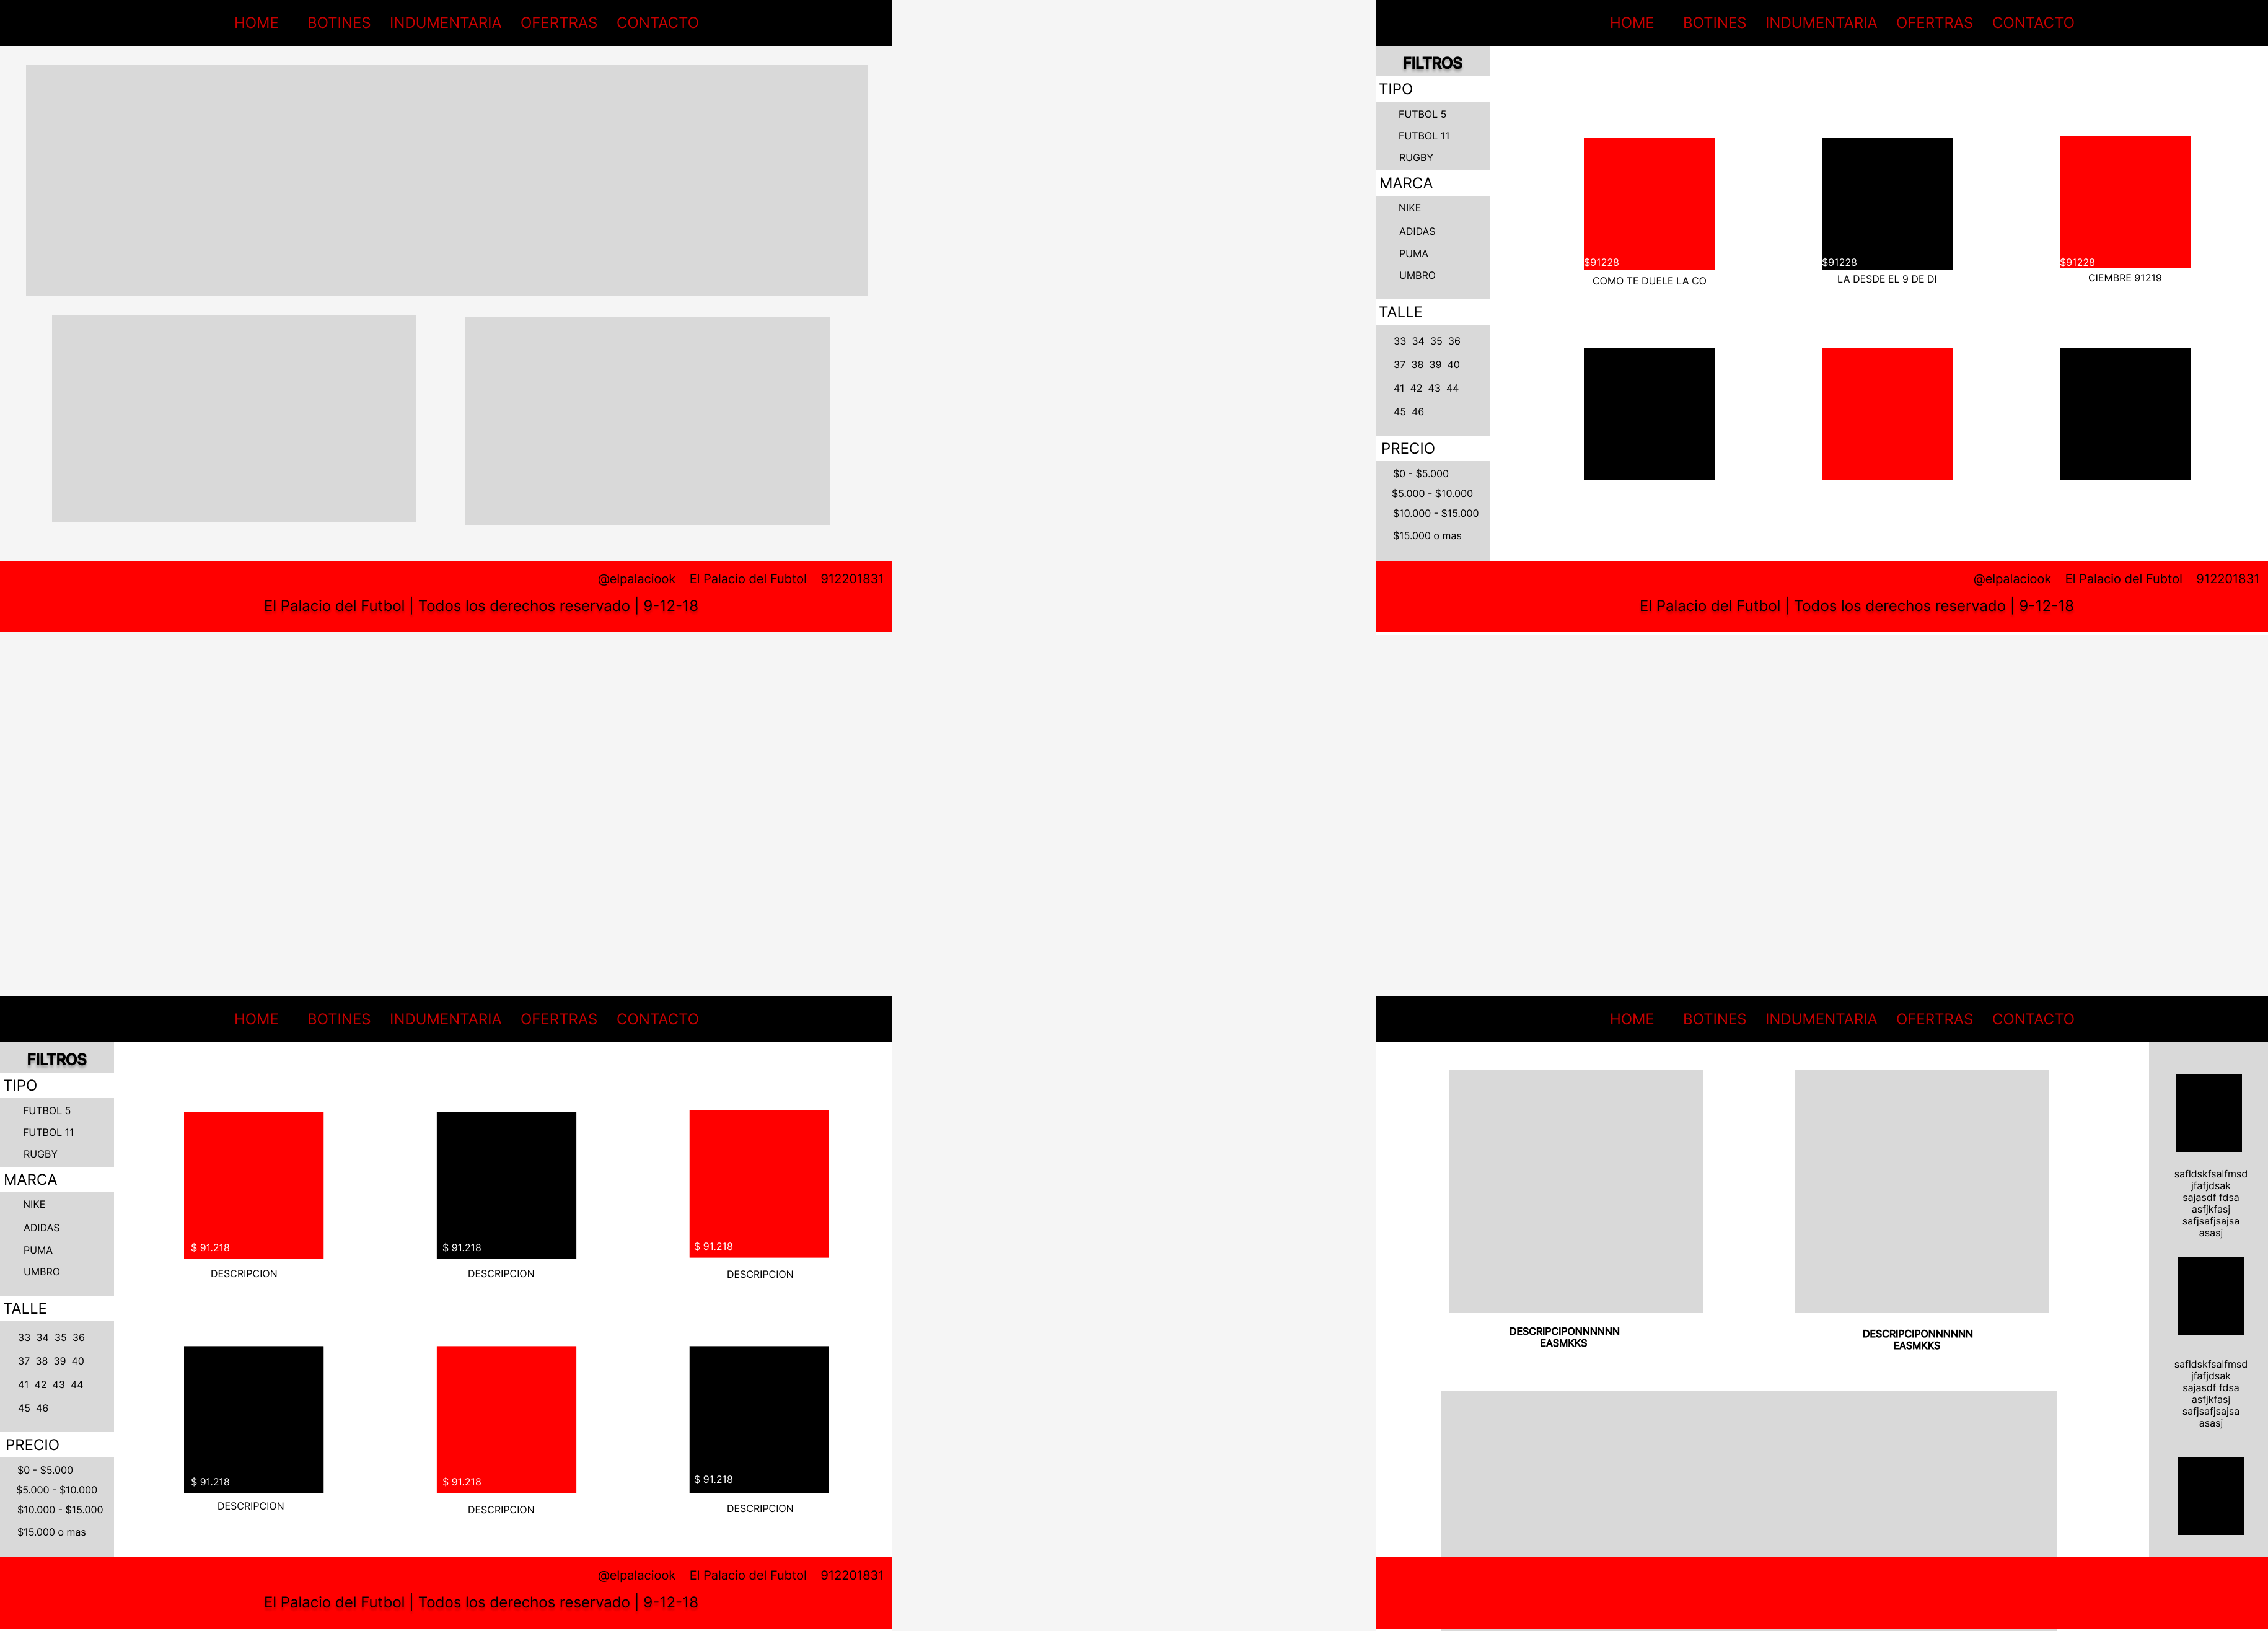 HOME BOTINES INDUMENTARIA OFERTRAS CONTACTO
@elpalaciook El Palacio del Fubtol 912201831
El Palacio del Futbol | Todos los derechos reservado | 9-12-18
HOME BOTINES INDUMENTARIA OFERTRAS CONTACTO
FILTROS
TIPO
FUTBOL 5
FUTBOL 11
RUGBY
MARCA
NIKE
ADIDAS
PUMA
UMBRO
TALLE
33 34 35 36
37 38 39 40
41 42 43 44
45 46
PRECIO
$0 - $5.000
$5.000 - $10.000
$10.000 - $15.000
$15.000 o mas
$91228 $91228 $91228
COMO TE DUELE LA CO LA DESDE EL 9 DE DI CIEMBRE 91219
@elpalaciook El Palacio del Fubtol 912201831
El Palacio del Futbol | Todos los derechos reservado | 9-12-18
HOME BOTINES INDUMENTARIA OFERTRAS CONTACTO
FILTROS
TIPO
FUTBOL 5
FUTBOL 11
RUGBY
MARCA
NIKE
ADIDAS
PUMA
UMBRO
TALLE
33 34 35 36
37 38 39 40
41 42 43 44
45 46
PRECIO
$0 - $5.000
$5.000 - $10.000
$10.000 - $15.000
$15.000 o mas
$ 91.218 $ 91.218 $ 91.218
DESCRIPCION DESCRIPCION DESCRIPCION
$ 91.218 $ 91.218 $ 91.218
DESCRIPCION DESCRIPCION DESCRIPCION
@elpalaciook El Palacio del Fubtol 912201831
El Palacio del Futbol | Todos los derechos reservado | 9-12-18
HOME BOTINES INDUMENTARIA OFERTRAS CONTACTO
DESCRIPCIPONNNNNN
EASMKKS
DESCRIPCIPONNNNNN
EASMKKS
safldskfsalfmsd
jfafjdsak
sajasdf fdsa
asfjkfasj
safjsafjsajsa
asasj
safldskfsalfmsd
jfafjdsak
sajasdf fdsa
asfjkfasj
safjsafjsajsa
asasj